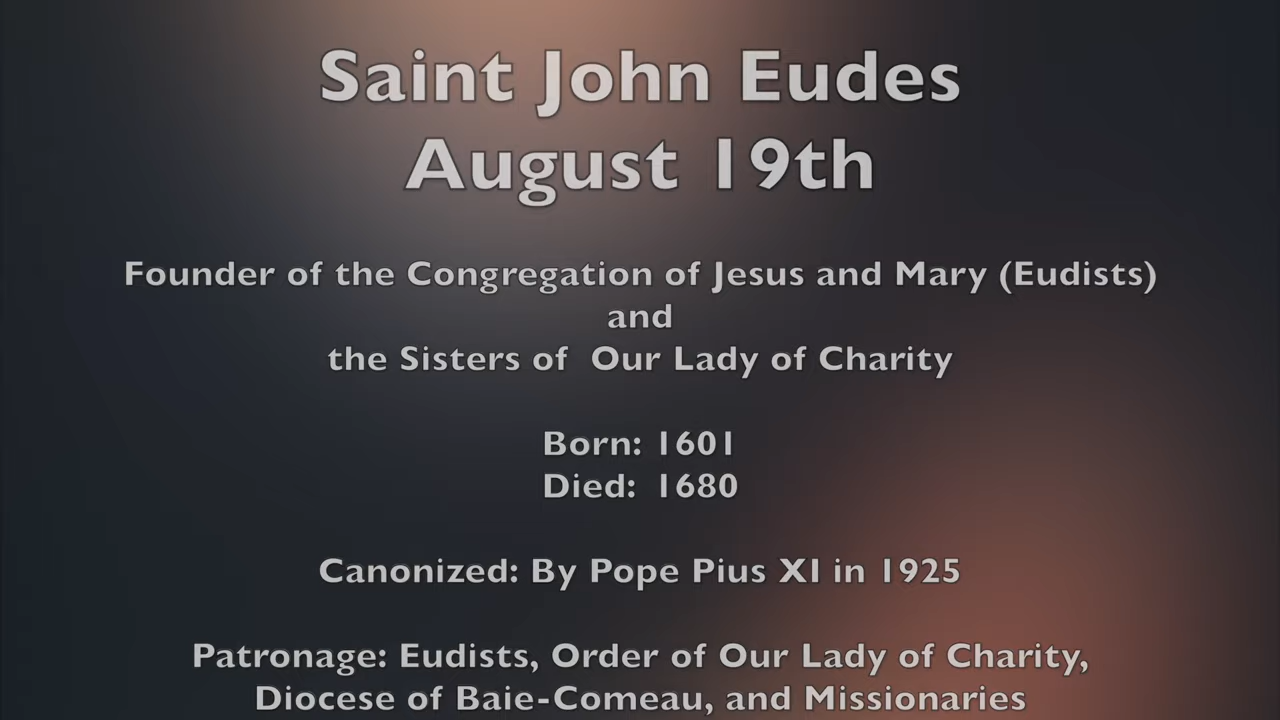 Saint John Eudes
August 19th
Founder of the Congregation of Jesus and Mary (Eudists)
and
the Sisters of Our Lady of Charity
Born: 1601
Died: 1680
Canonized: By Pope Pius XI in 1925
Patronage: Eudists, Order of Our Lady of Charity,
Diocese of Baie-Comeau, and Missionaries